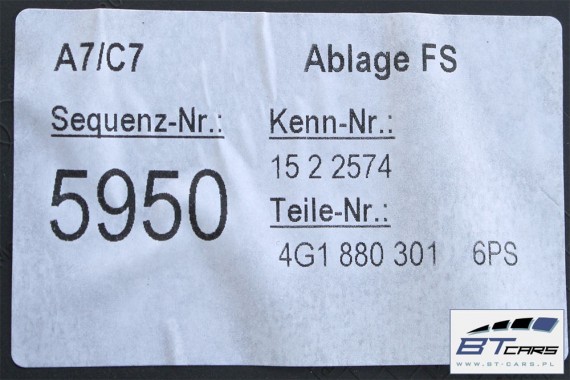 A7/C7 Ablage FS
Sequenz-Nr.: Kenn-Nr.:
5950 15 2 2574
Teile-Nr.:
4G1 880 301 6PS
BT CARS
WWW.BT-CARS.PL